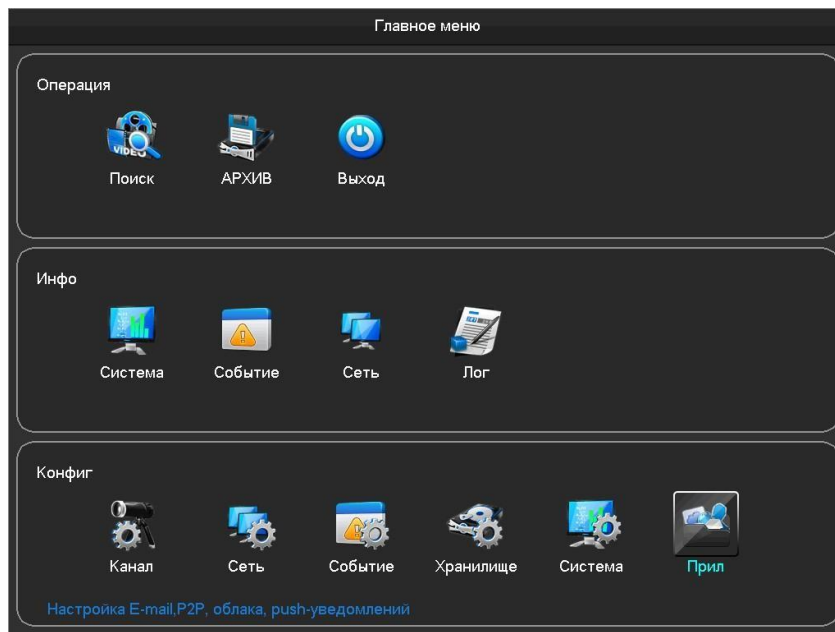 Главное меню
Операция
VIDEO
Поиск АРХИВ Выход
Инфо
Система Событие Сеть Лог
Конфиг
Канал Сеть Событие Хранилище Система Прил
Настройка E-mail,P2P, облака, push-уведомлений